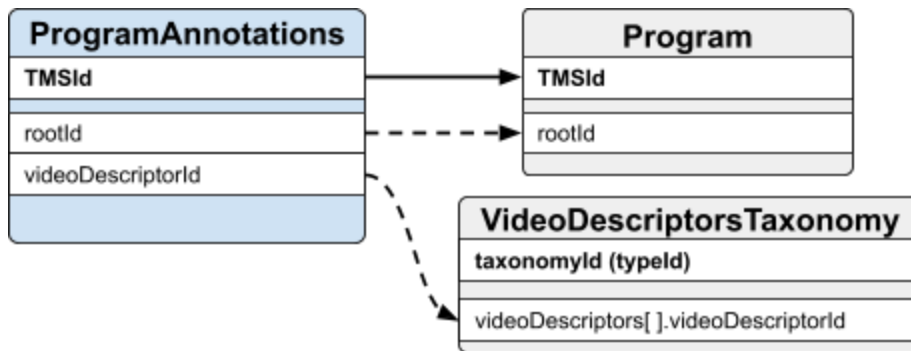 ProgramAnnotations
TMSId
rootId
videoDescriptorId
Program
TMSId
rootId
VideoDescriptorsTaxonomy
taxonomyId (typeId)
videoDescriptors[ ].videoDescriptorId